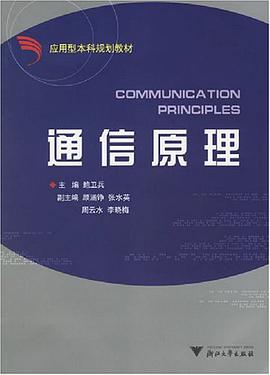 应用型本科规划教材
COMMUNICATION
PRINCIPLES
通信原理
主 编 鲍卫兵
副主编 顾涵铮 张水英
周云水 李晓梅
浙江大学出版社